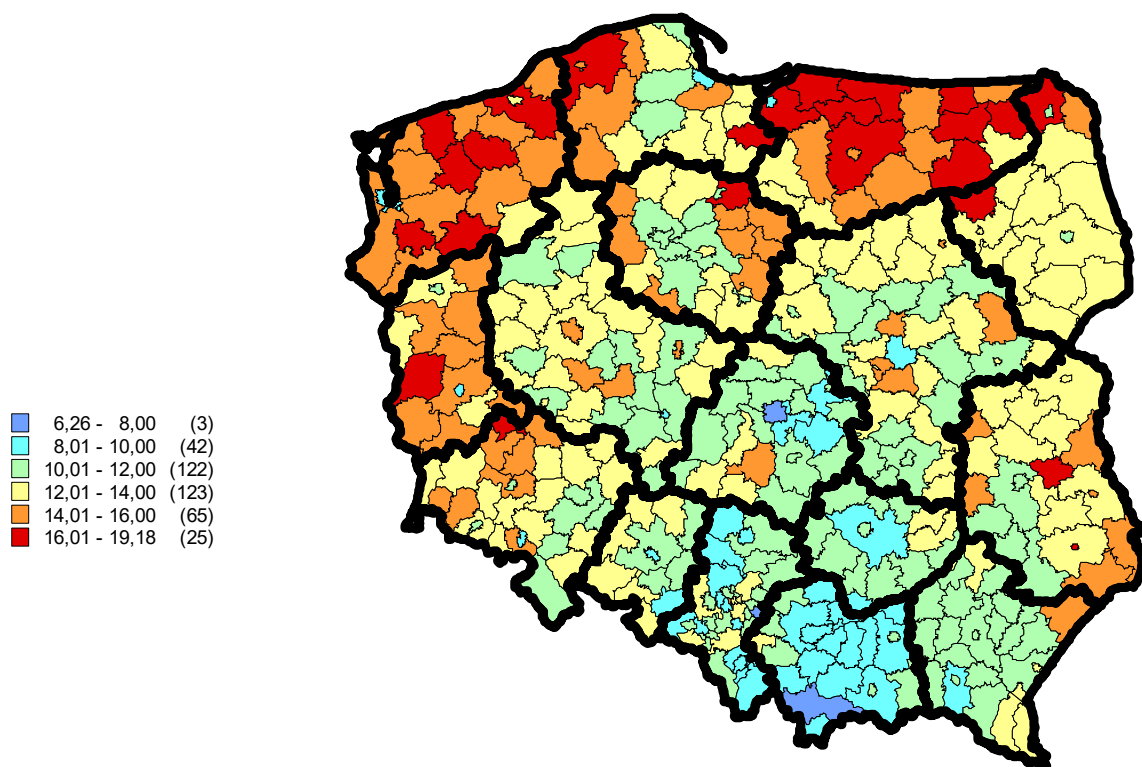 6,26 - 8,00 (3)
8,01 - 10,00 (42)
10,01 - 12,00 (122)
12,01 - 14,00 (123)
14,01 - 16,00 (65)
16,01 - 19,18 (25)